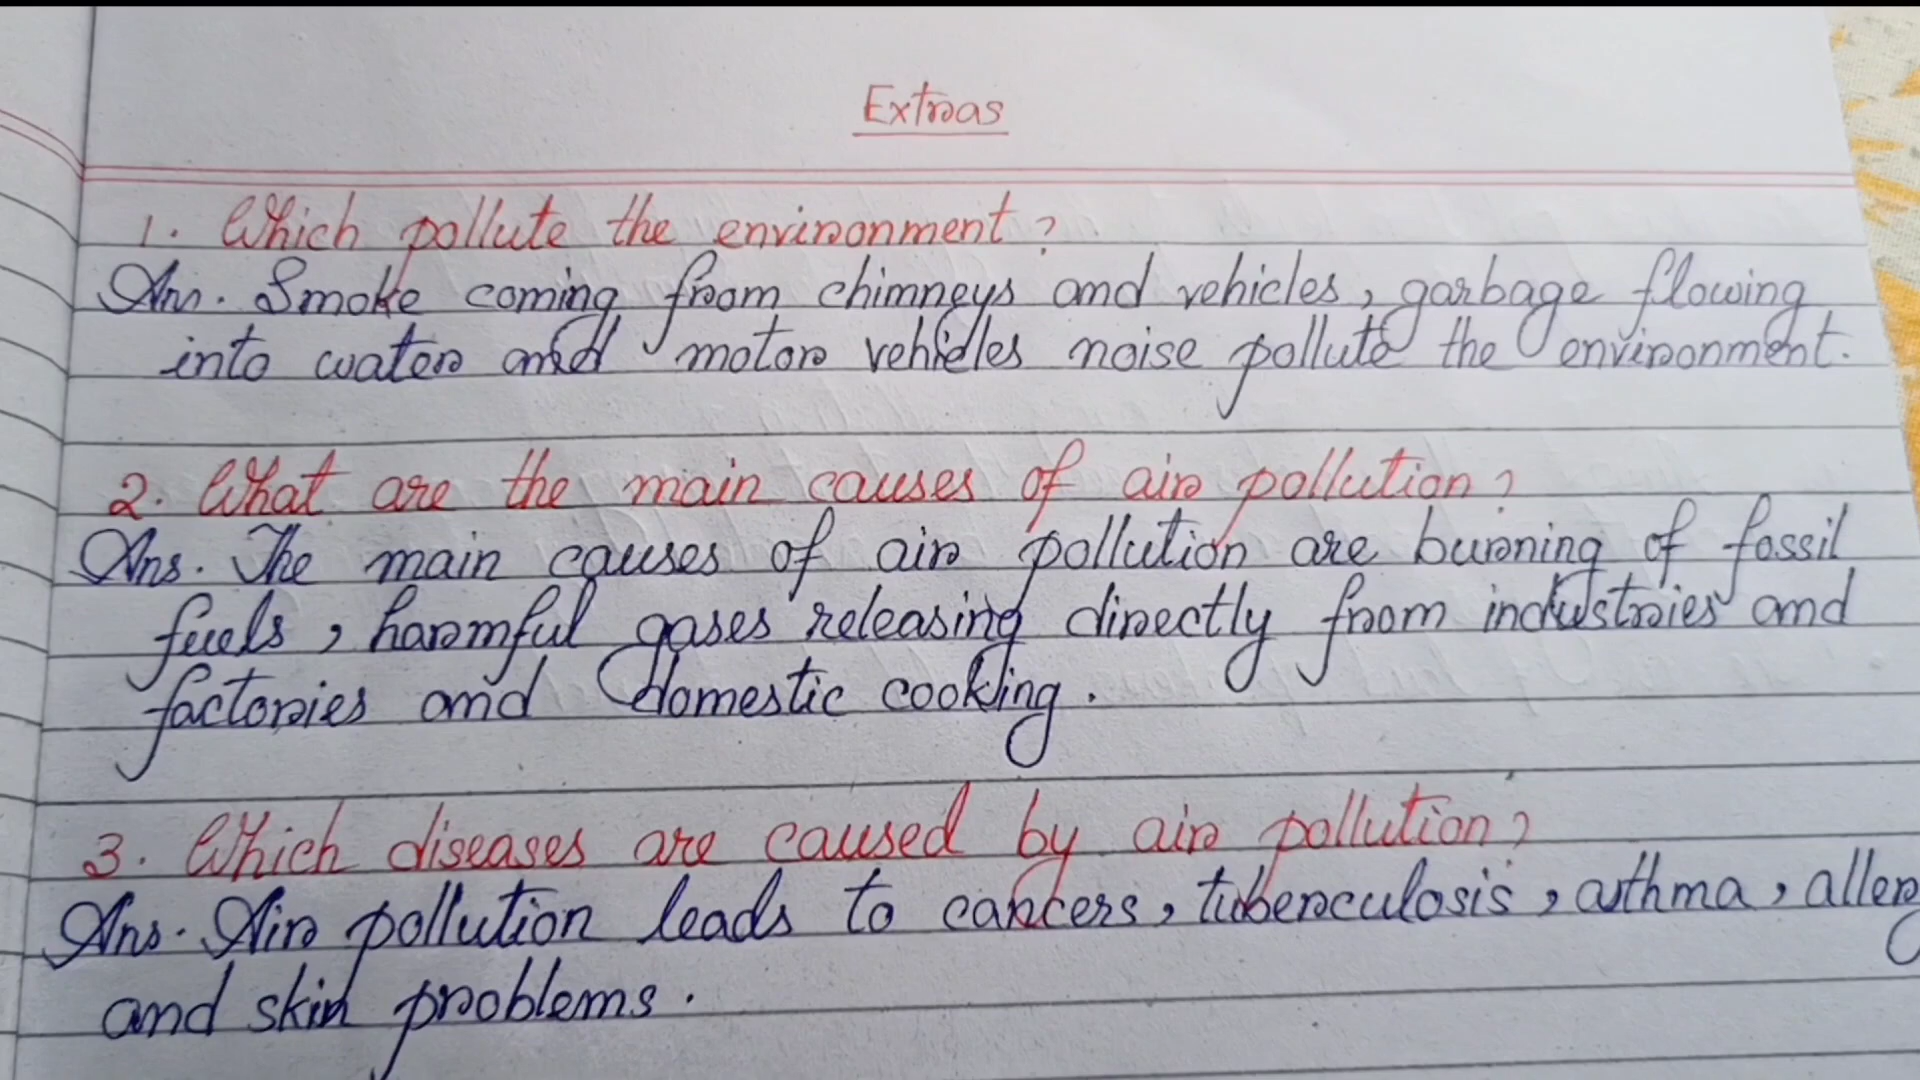 Extras
1. Which pollute the environment?
Ans. Smoke coming from chimneys and vehicles, garbage flowing
into water and motor vehicles noise pollute the environment.
2. What are the main causes of air pollution?
Ans. The main causes of air pollution are burning of fossil
fuels, harmful gases releasing directly from industries and
factories and domestic cooking.
3. Which diseases are caused by air pollution?
Ans. Air pollution leads to cancers, tuberculosis, asthma,
and skin problems.